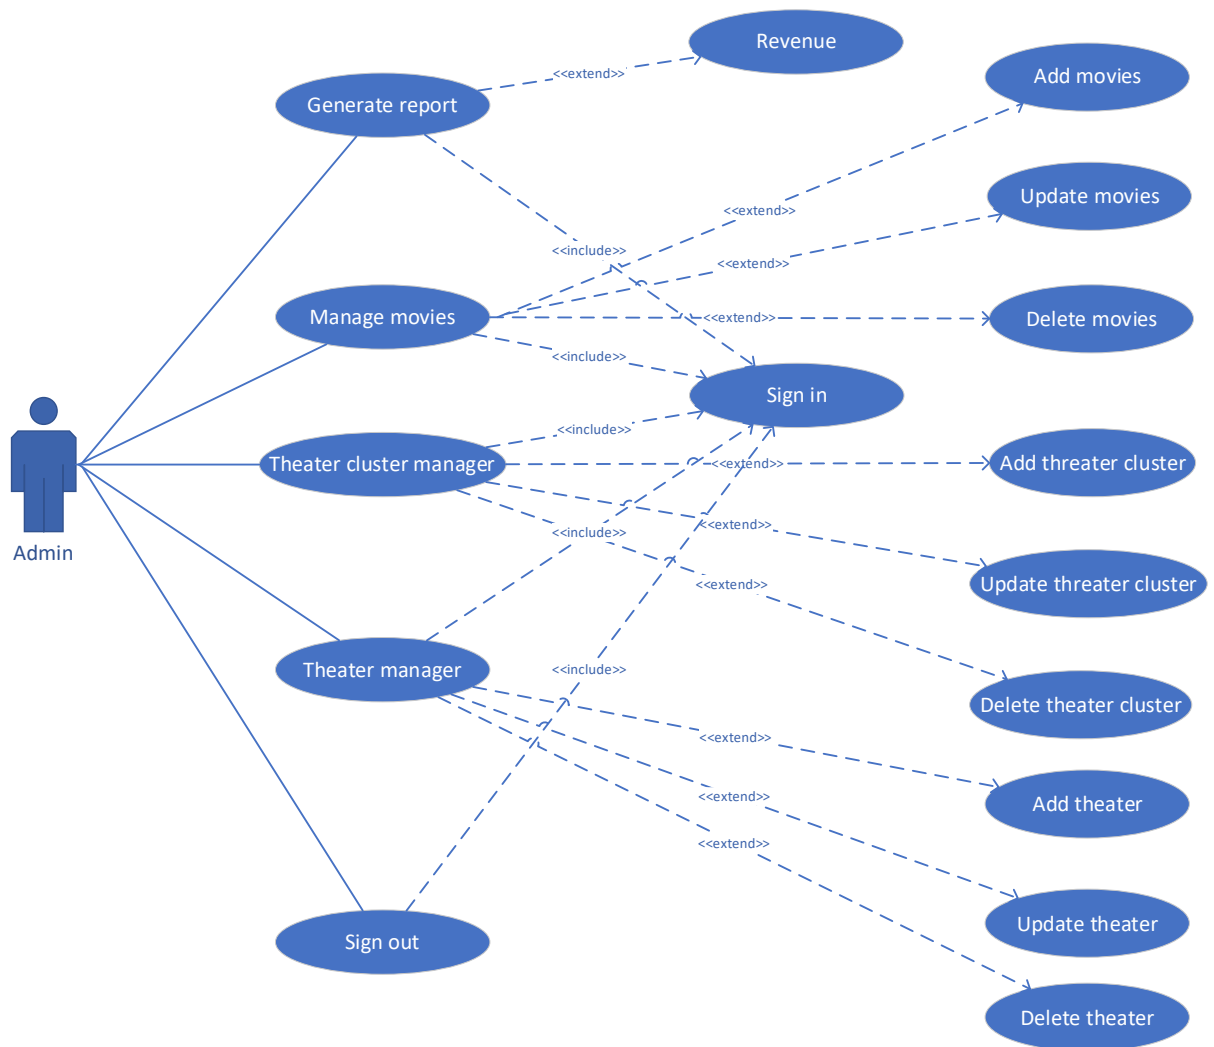 Revenue
<<extend>>
Add movies
Generate report
Update movies
<<extend>>
<<include>>
<<extend>>
Manage movies
<<extend>>
Delete movies
<<include>>
Sign in
<<include>>
Theater cluster manager
<<extend>>
Add threater cluster
<<extend>>
<<include>>
Admin
<<extend>>
Update threater cluster
Theater manager
<<include>>
Delete theater cluster
<<extend>>
<<extend>>
Add theater
<<extend>>
Update theater
Sign out
Delete theater